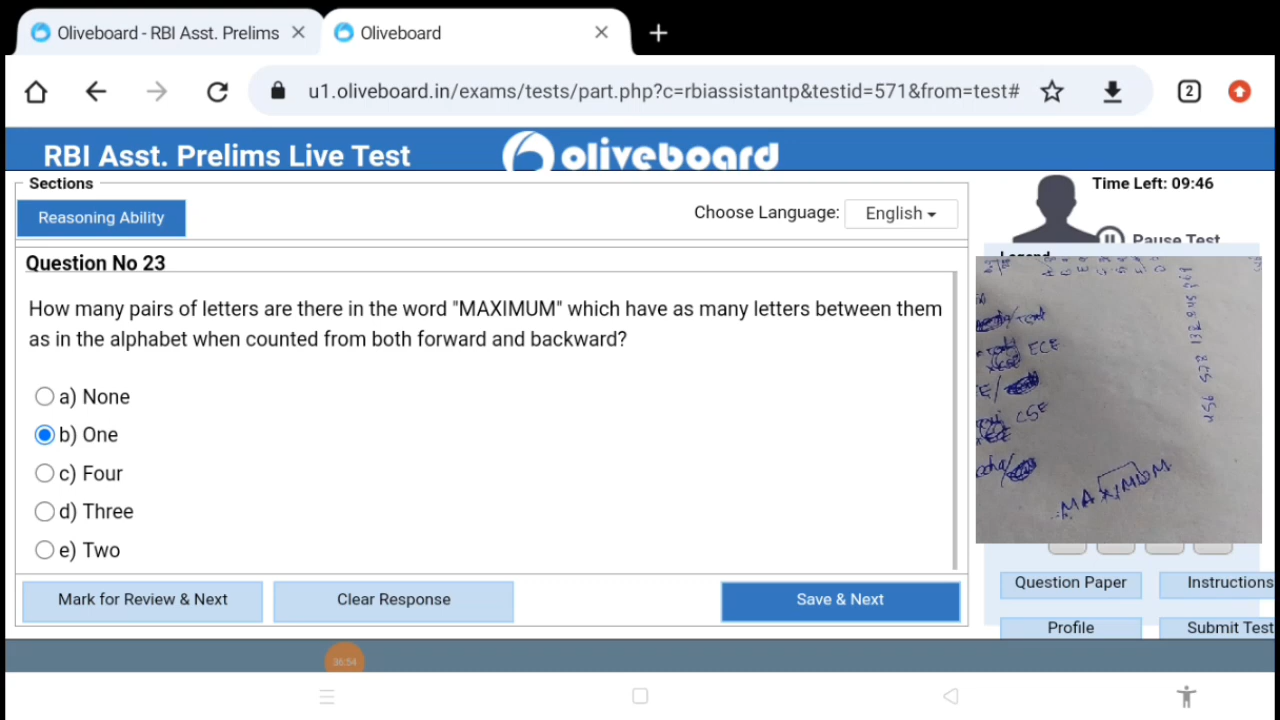 Oliveboard - RBI Asst. Prelims
Oliveboard
u1.oliveboard.in/exams/tests/part.php?c=rbiassistantp&testid=571&from=test#
2
RBI Asst. Prelims Live Test
oliveboard
Sections
Reasoning Ability
Choose Language:
English
Time Left: 09:46
Pause Test
Legend
Question No 23
How many pairs of letters are there in the word "MAXIMUM" which have as many letters between them
as in the alphabet when counted from both forward and backward?
a) None
b) One
c) Four
d) Three
e) Two
ECE
CSE
MAXIMUM
Mark for Review & Next
Clear Response
Save & Next
Question Paper
Instructions
Profile
Submit Test
36:54